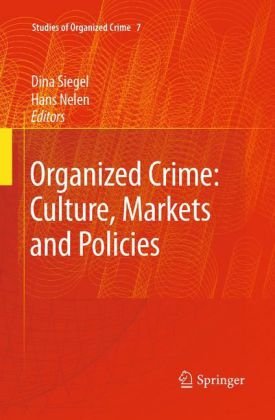 Studies of Organized Crime 7
Dina Siegel
Hans Nelen
Editors
Organized Crime:
Culture, Markets
and Policies
Springer